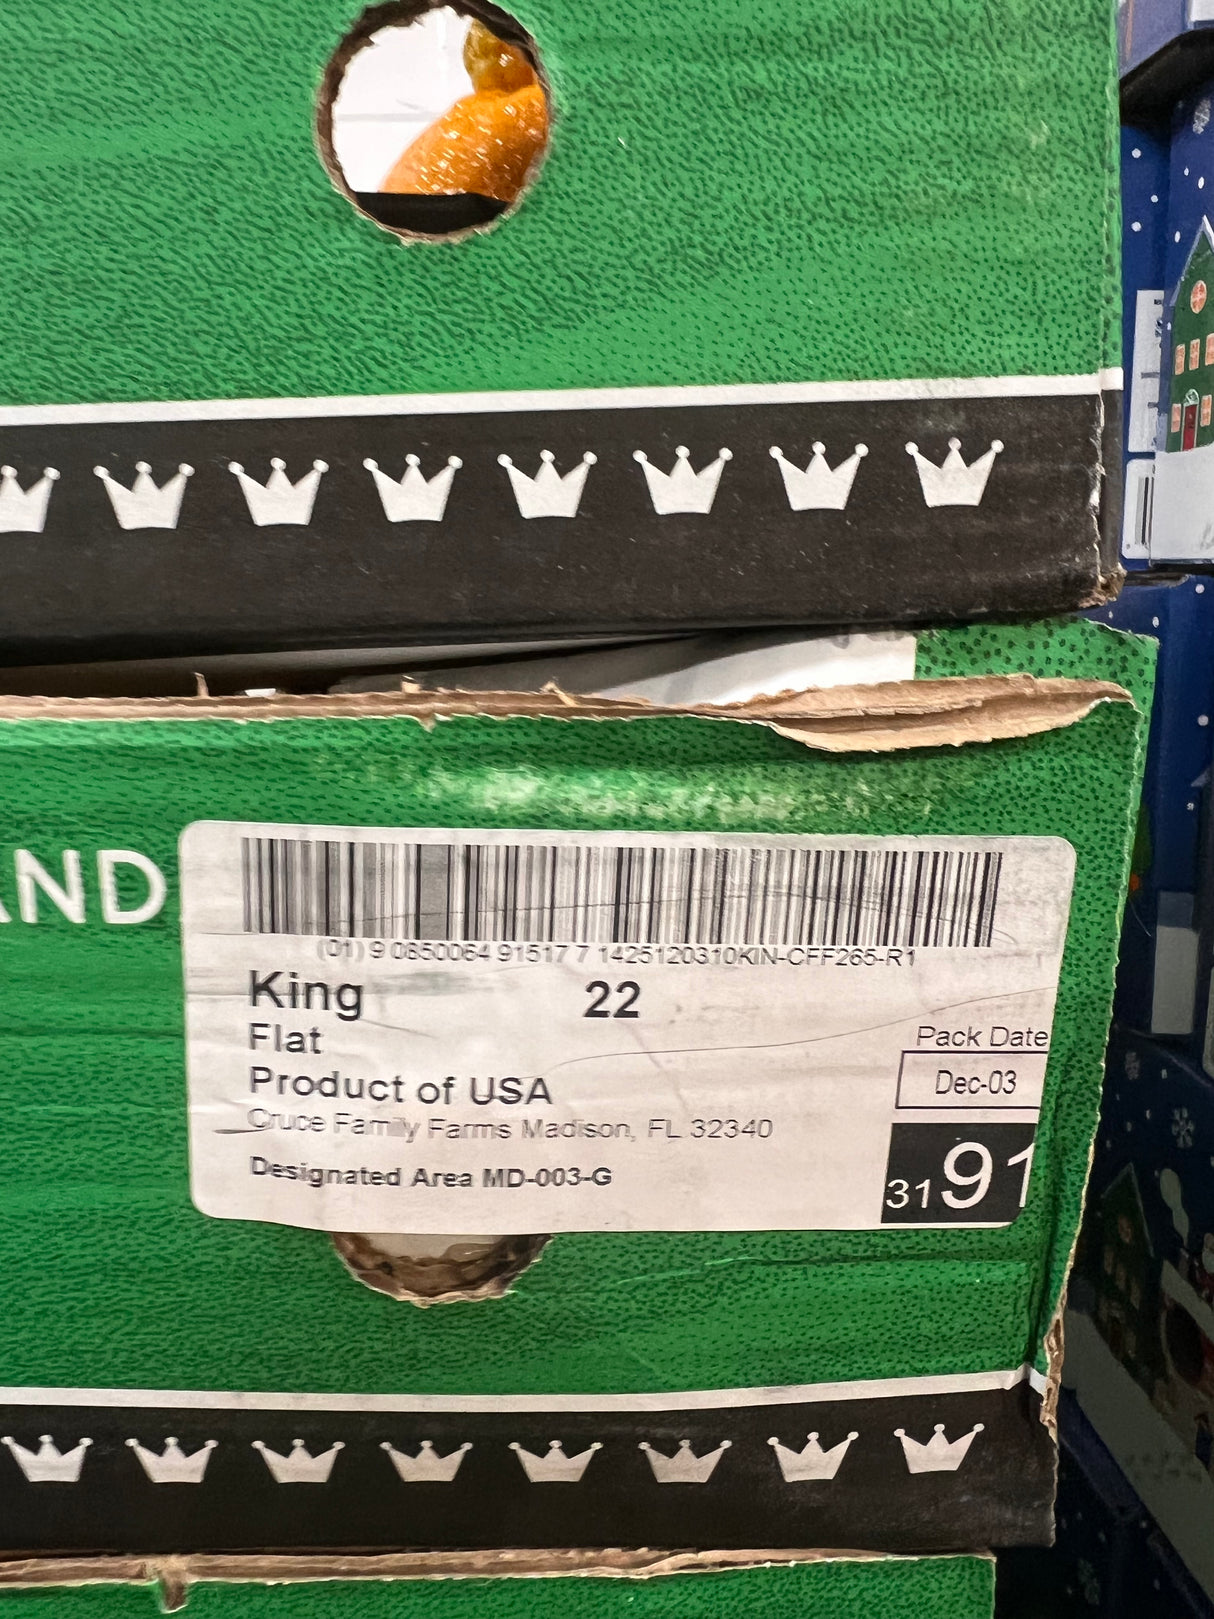 AND
(01) 9 0850064 91517 7 1425120310KIN-CFF265-R1
King 22
Flat
Pack Date
Product of USA
Dec-03
Cruce Family Farms Madison, FL 32340
Designated Area MD-003-G
3191